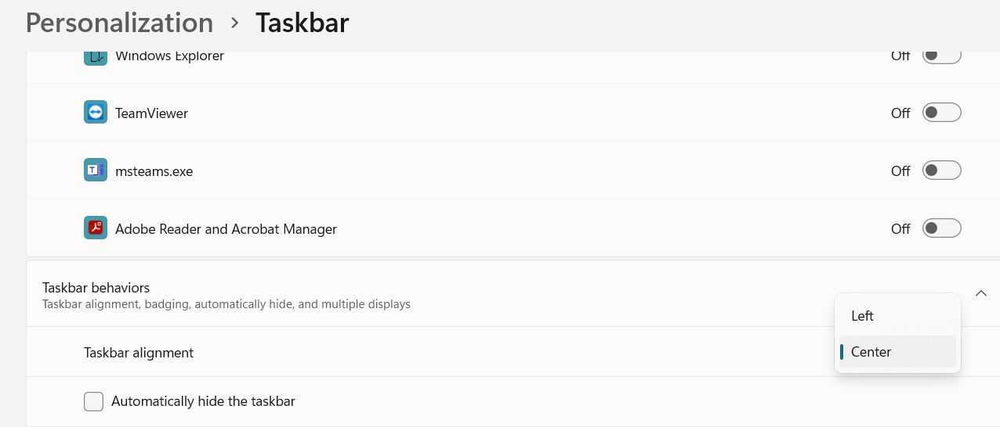 Personalization > Taskbar
Windows Explorer Off
TeamViewer Off
msteams.exe Off
Adobe Reader and Acrobat Manager Off
Taskbar behaviors
Taskbar alignment, badging, automatically hide, and multiple displays
Left
Taskbar alignment Center
Automatically hide the taskbar